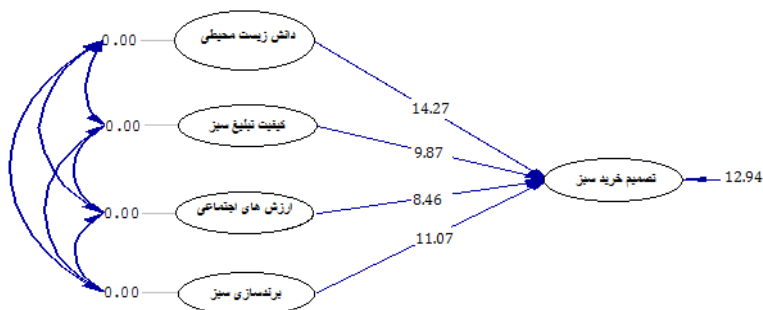 0.00
دانش زیست محیطی
14.27
0.00
کیفیت تبلیغ سبز
9.87
تصمیم خرید سبز
12.94
0.00
ارزش های اجتماعی
8.46
11.07
0.00
برندسازی سبز